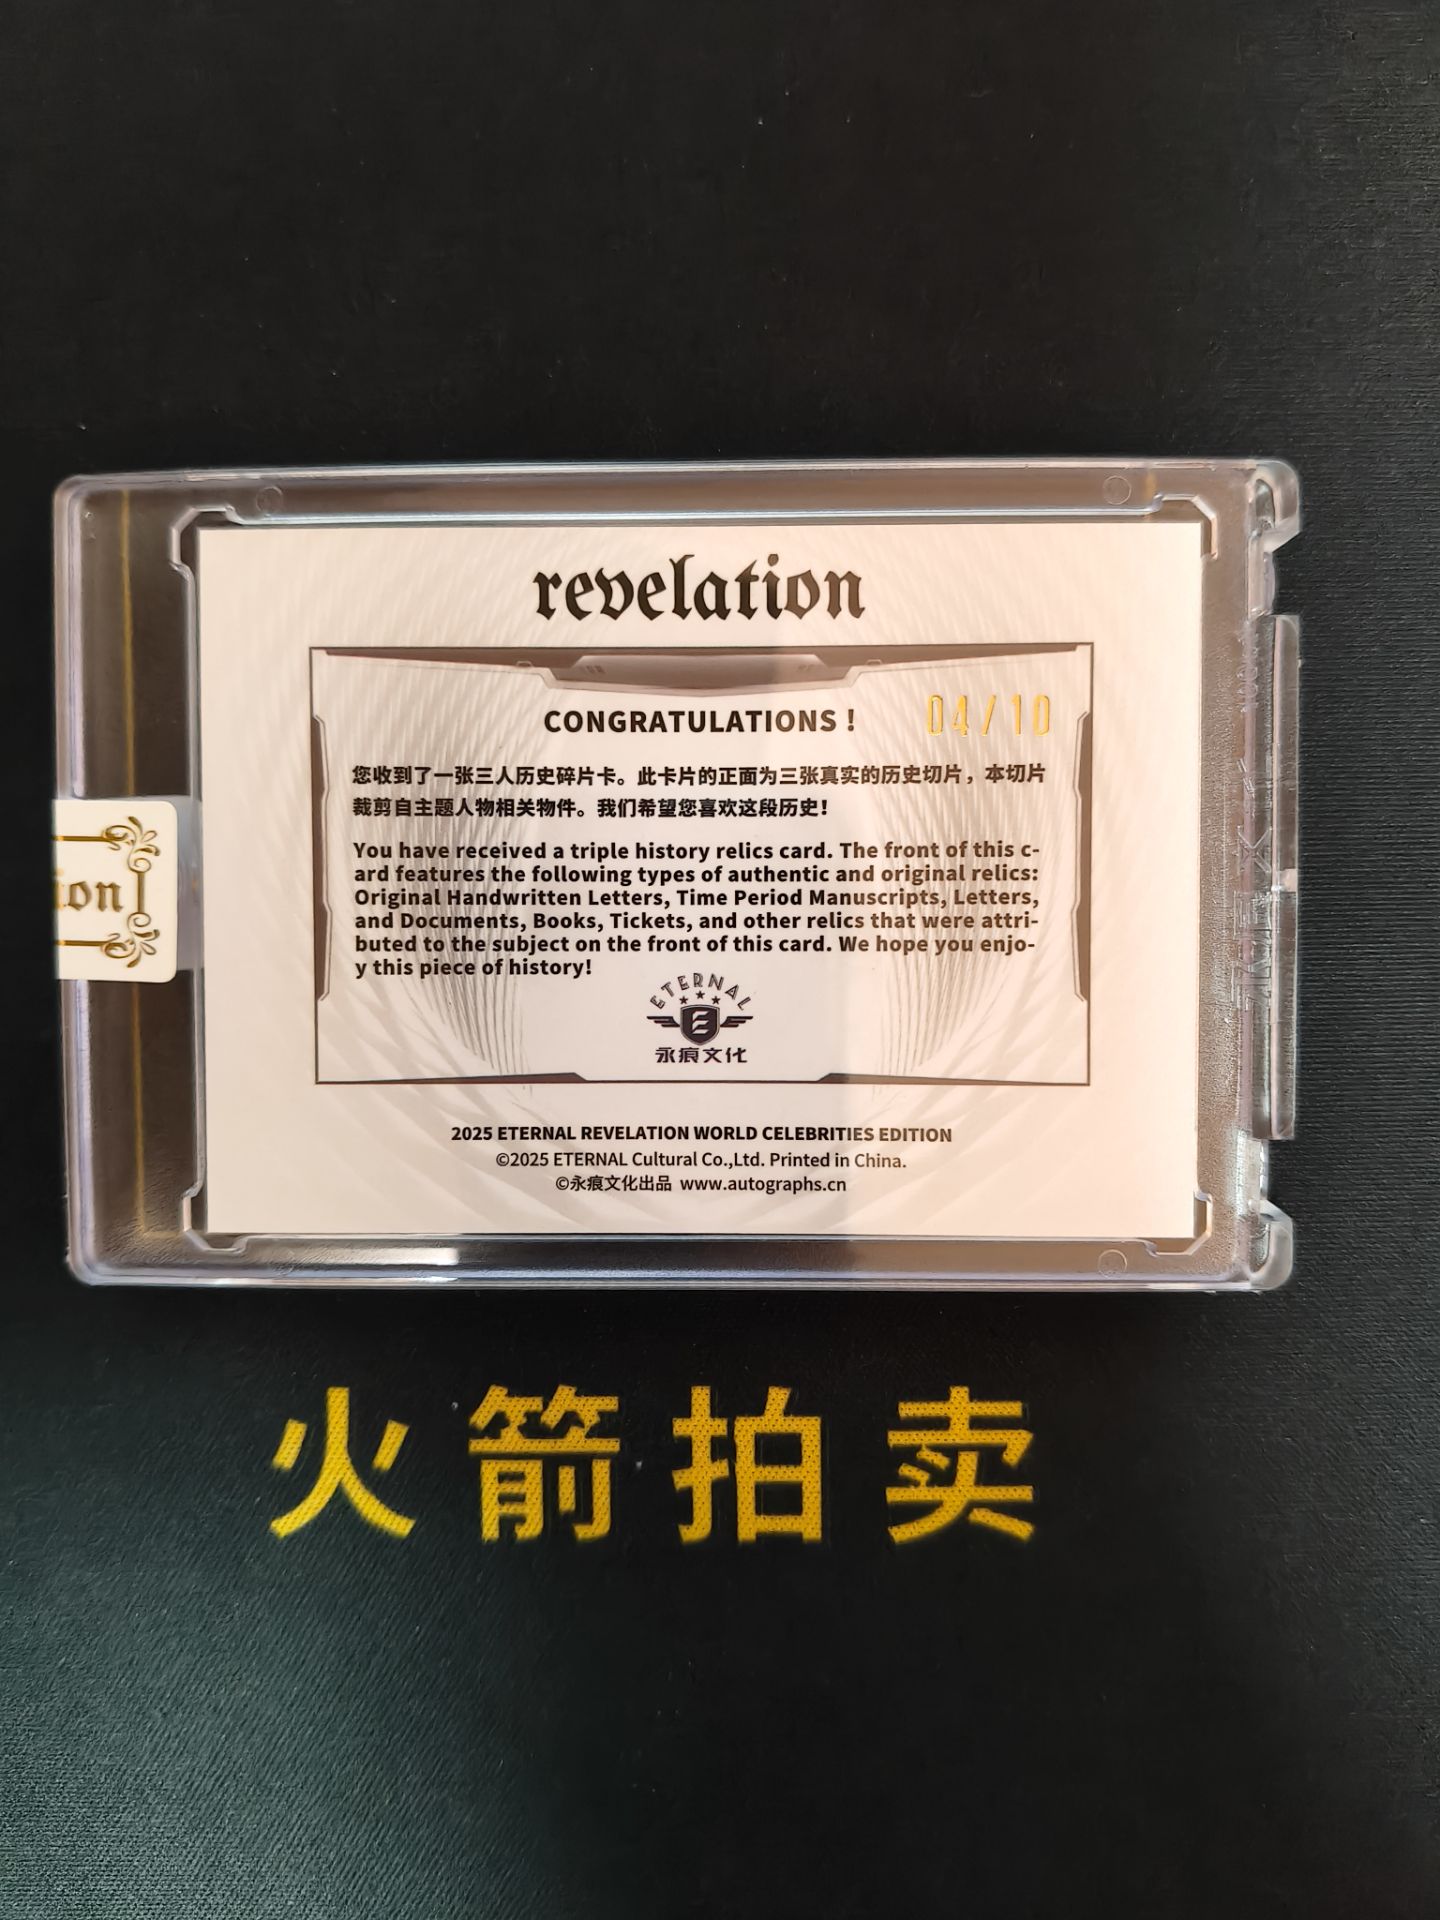 revelation
CONGRATULATIONS !
04/10
您收到了一张三人历史碎片卡。此卡片的正面为三张真实的历史切片，本切片
裁剪自主题人物相关物件。我们希望您喜欢这段历史!
You have received a triple history relics card. The front of this c-
ard features the following types of authentic and original relics:
Original Handwritten Letters, Time Period Manuscripts, Letters,
and Documents, Books, Tickets, and other relics that were attri-
buted to the subject on the front of this card. We hope you enjo-
y this piece of history!
ion
ETERNAL
永痕文化
2025 ETERNAL REVELATION WORLD CELEBRITIES EDITION
©2025 ETERNAL Cultural Co.,Ltd. Printed in China.
©永痕文化出品 www.autographs.cn
火箭拍卖